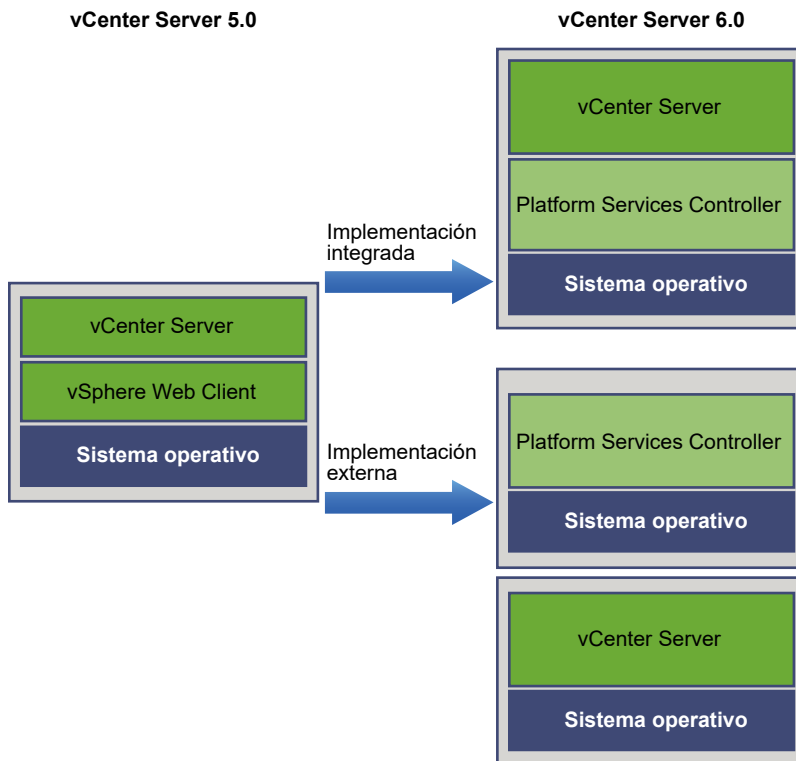 vCenter Server 5.0
vCenter Server 6.0
vCenter Server
Platform Services Controller
Sistema operativo
Implementación
integrada
vCenter Server
vSphere Web Client
Sistema operativo
Implementación
externa
Platform Services Controller
Sistema operativo
vCenter Server
Sistema operativo